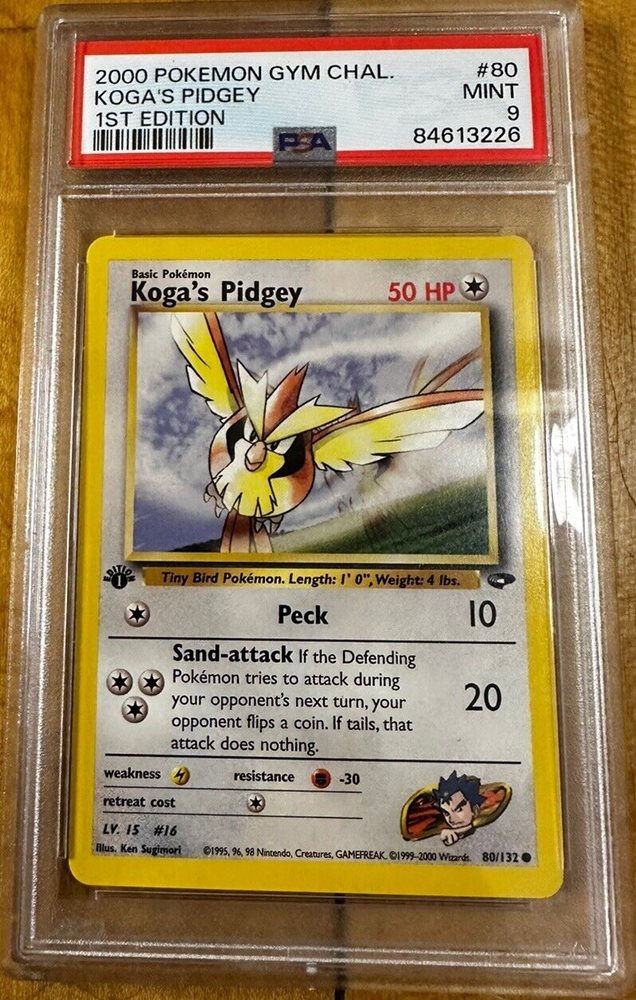 2000 POKEMON GYM CHAL. #80
KOGA'S PIDGEY MINT
1ST EDITION 9
PSA 84613226
Basic Pokémon
Koga's Pidgey 50 HP
EDITION
1
Tiny Bird Pokémon. Length: 1' 0", Weight: 4 lbs.
Peck 10
Sand-attack If the Defending
Pokémon tries to attack during
your opponent's next turn, your 20
opponent flips a coin. If tails, that
attack does nothing.
weakness resistance -30
retreat cost
LV. 15 #16
Illus. Ken Sugimori ©1995, 96, 98 Nintendo, Creatures, GAMEFREAK. ©1999-2000 Wizards. 80/132